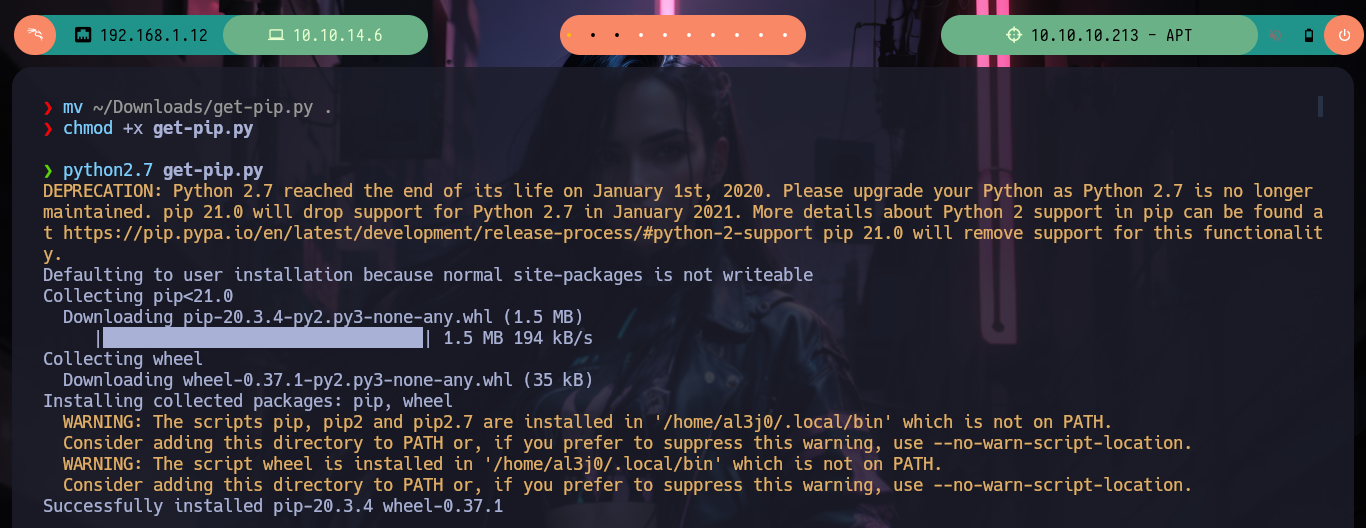 192.168.1.12
10.10.14.6
10.10.10.213 - APT
❯ mv ~/Downloads/get-pip.py .
❯ chmod +x get-pip.py
❯ python2.7 get-pip.py
DEPRECATION: Python 2.7 reached the end of its life on January 1st, 2020. Please upgrade your Python as Python 2.7 is no longer
maintained. pip 21.0 will drop support for Python 2.7 in January 2021. More details about Python 2 support in pip can be found a
t https://pip.pypa.io/en/latest/development/release-process/#python-2-support pip 21.0 will remove support for this functionalit
y.
Defaulting to user installation because normal site-packages is not writeable
Collecting pip<21.0
  Downloading pip-20.3.4-py2.py3-none-any.whl (1.5 MB)
     |████████████████████████████████| 1.5 MB 194 kB/s
Collecting wheel
  Downloading wheel-0.37.1-py2.py3-none-any.whl (35 kB)
Installing collected packages: pip, wheel
  WARNING: The scripts pip, pip2 and pip2.7 are installed in '/home/al3j0/.local/bin' which is not on PATH.
  Consider adding this directory to PATH or, if you prefer to suppress this warning, use --no-warn-script-location.
  WARNING: The script wheel is installed in '/home/al3j0/.local/bin' which is not on PATH.
  Consider adding this directory to PATH or, if you prefer to suppress this warning, use --no-warn-script-location.
Successfully installed pip-20.3.4 wheel-0.37.1